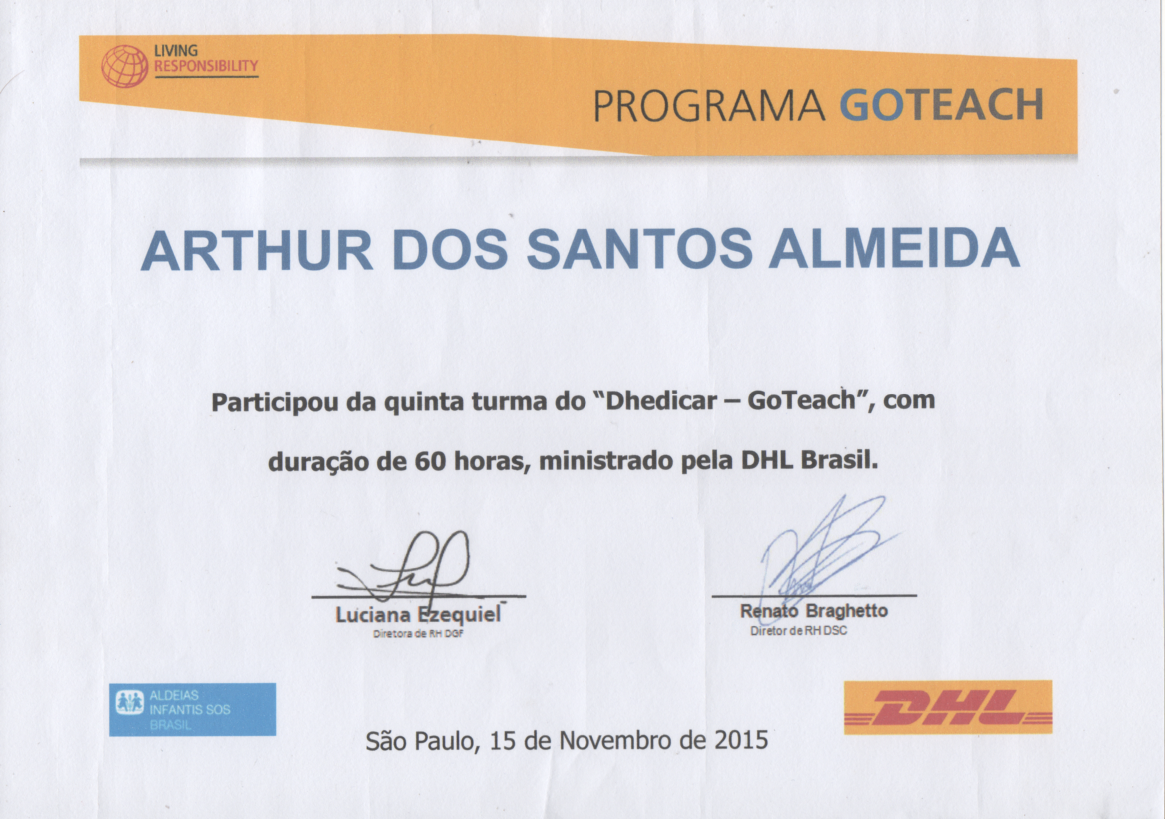 LIVING
RESPONSIBILITY
PROGRAMA GOTEACH
ARTHUR DOS SANTOS ALMEIDA
Participou da quinta turma do “Dhedicar – GoTeach”, com
duração de 60 horas, ministrado pela DHL Brasil.
Luciana Ezequiel
Diretora de RH DGF
Renato Braghetto
Diretor de RH DSC
ALDEIAS
INFANTIS SOS
BRASIL
DHL
São Paulo, 15 de Novembro de 2015